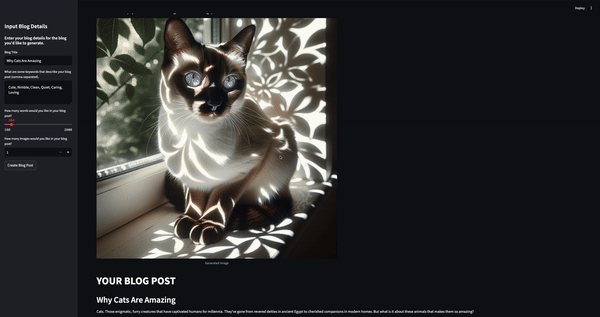 Deploy
Input Blog Details
Enter your blog details for the blog
you'd like to generate.
Blog Title
Why Cats Are Amazing
What are some keywords that describe your blog
post (comma separated)
Cute, Nimble, Clean, Quiet, Caring,
Loving
How many words would you like in your blog
post?
100
2000
How many images would you like in your blog
post?
1
Create Blog Post
Generated Image
YOUR BLOG POST
Why Cats Are Amazing
Cats. Those enigmatic, furry creatures that have captivated humans for millennia. They've gone from revered deities in ancient Egypt to cherished companions in modern homes. But what is it about these animals that makes them so amazing?